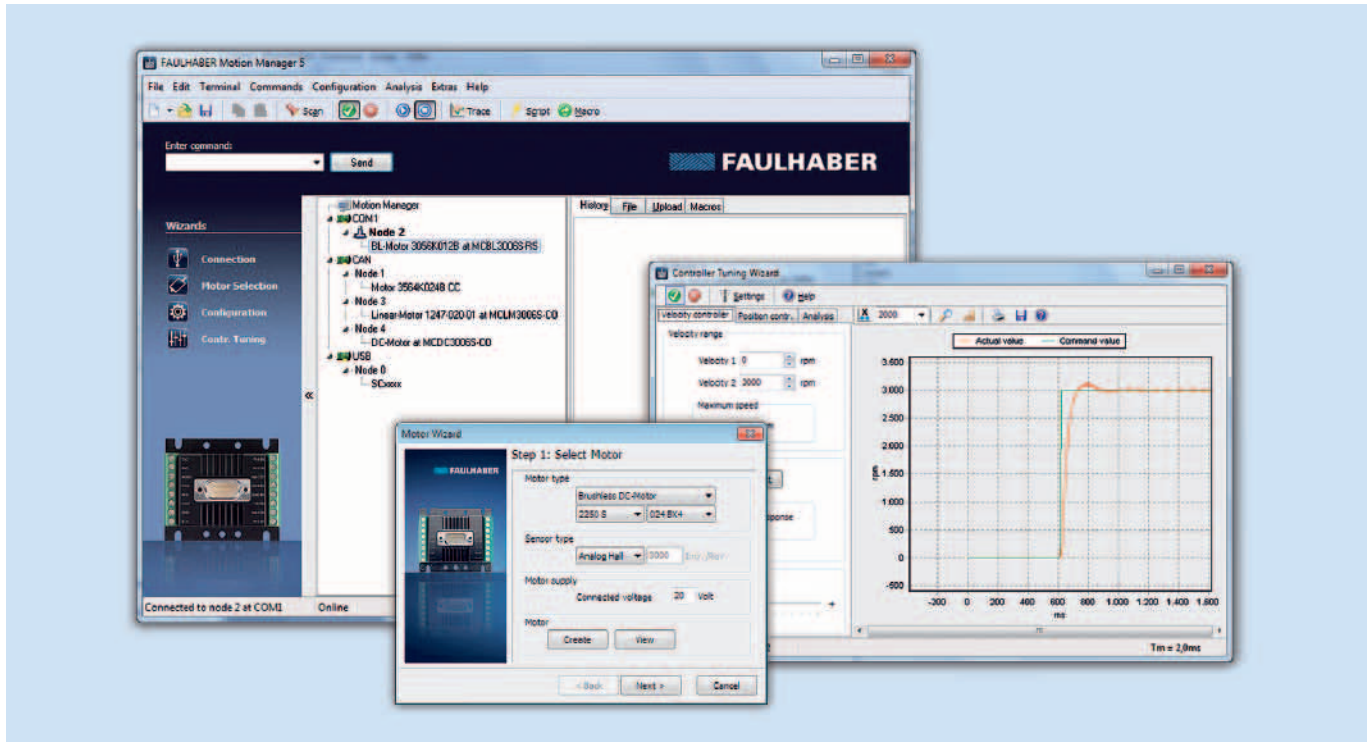 FAULHABER Motion Manager 5
File Edit Terminal Commands Configuration Analysis Extras Help
Scan Trace Script Macro
Enter command:
Send
FAULHABER
Wizards
Connection
Motor Selection
Configuration
Contr. Tuning
Motion Manager
COM1
Node 2
BL-Motor 3056K012B at MCBL3006S-RS
CAN
Node 1
Motor 3564K024B CC
Node 3
Linear-Motor 1247-020-01 at MCLM3006S-CO
Node 4
DC-Motor at MCDC3006S-CO
USB
Node 0
SCxxxx
«
History File Upload Macros
Connected to node 2 at COM1 Online
Controller Tuning Wizard
Settings Help
Velocity controller Position contr. Analysis
2000
Velocity range
Velocity 1 0 rpm
Velocity 2 3000 rpm
Maximum speed
Actual value Command value
3.600
3.000
2.500
2.000
1.500
1.000
500
0
-500
rpm
-200 0 200 400 600 800 1.000 1.200 1.400 1.600
ms
Tm = 2,0ms
Motor Wizard
FAULHABER
Step 1: Select Motor
Motor type
Brushless DC-Motor
2250 S 024 BX4
Sensor type
Analog Hall 3000
Motor supply
Connected voltage 20 Volt
Motor
Create View
< Back Next > Cancel